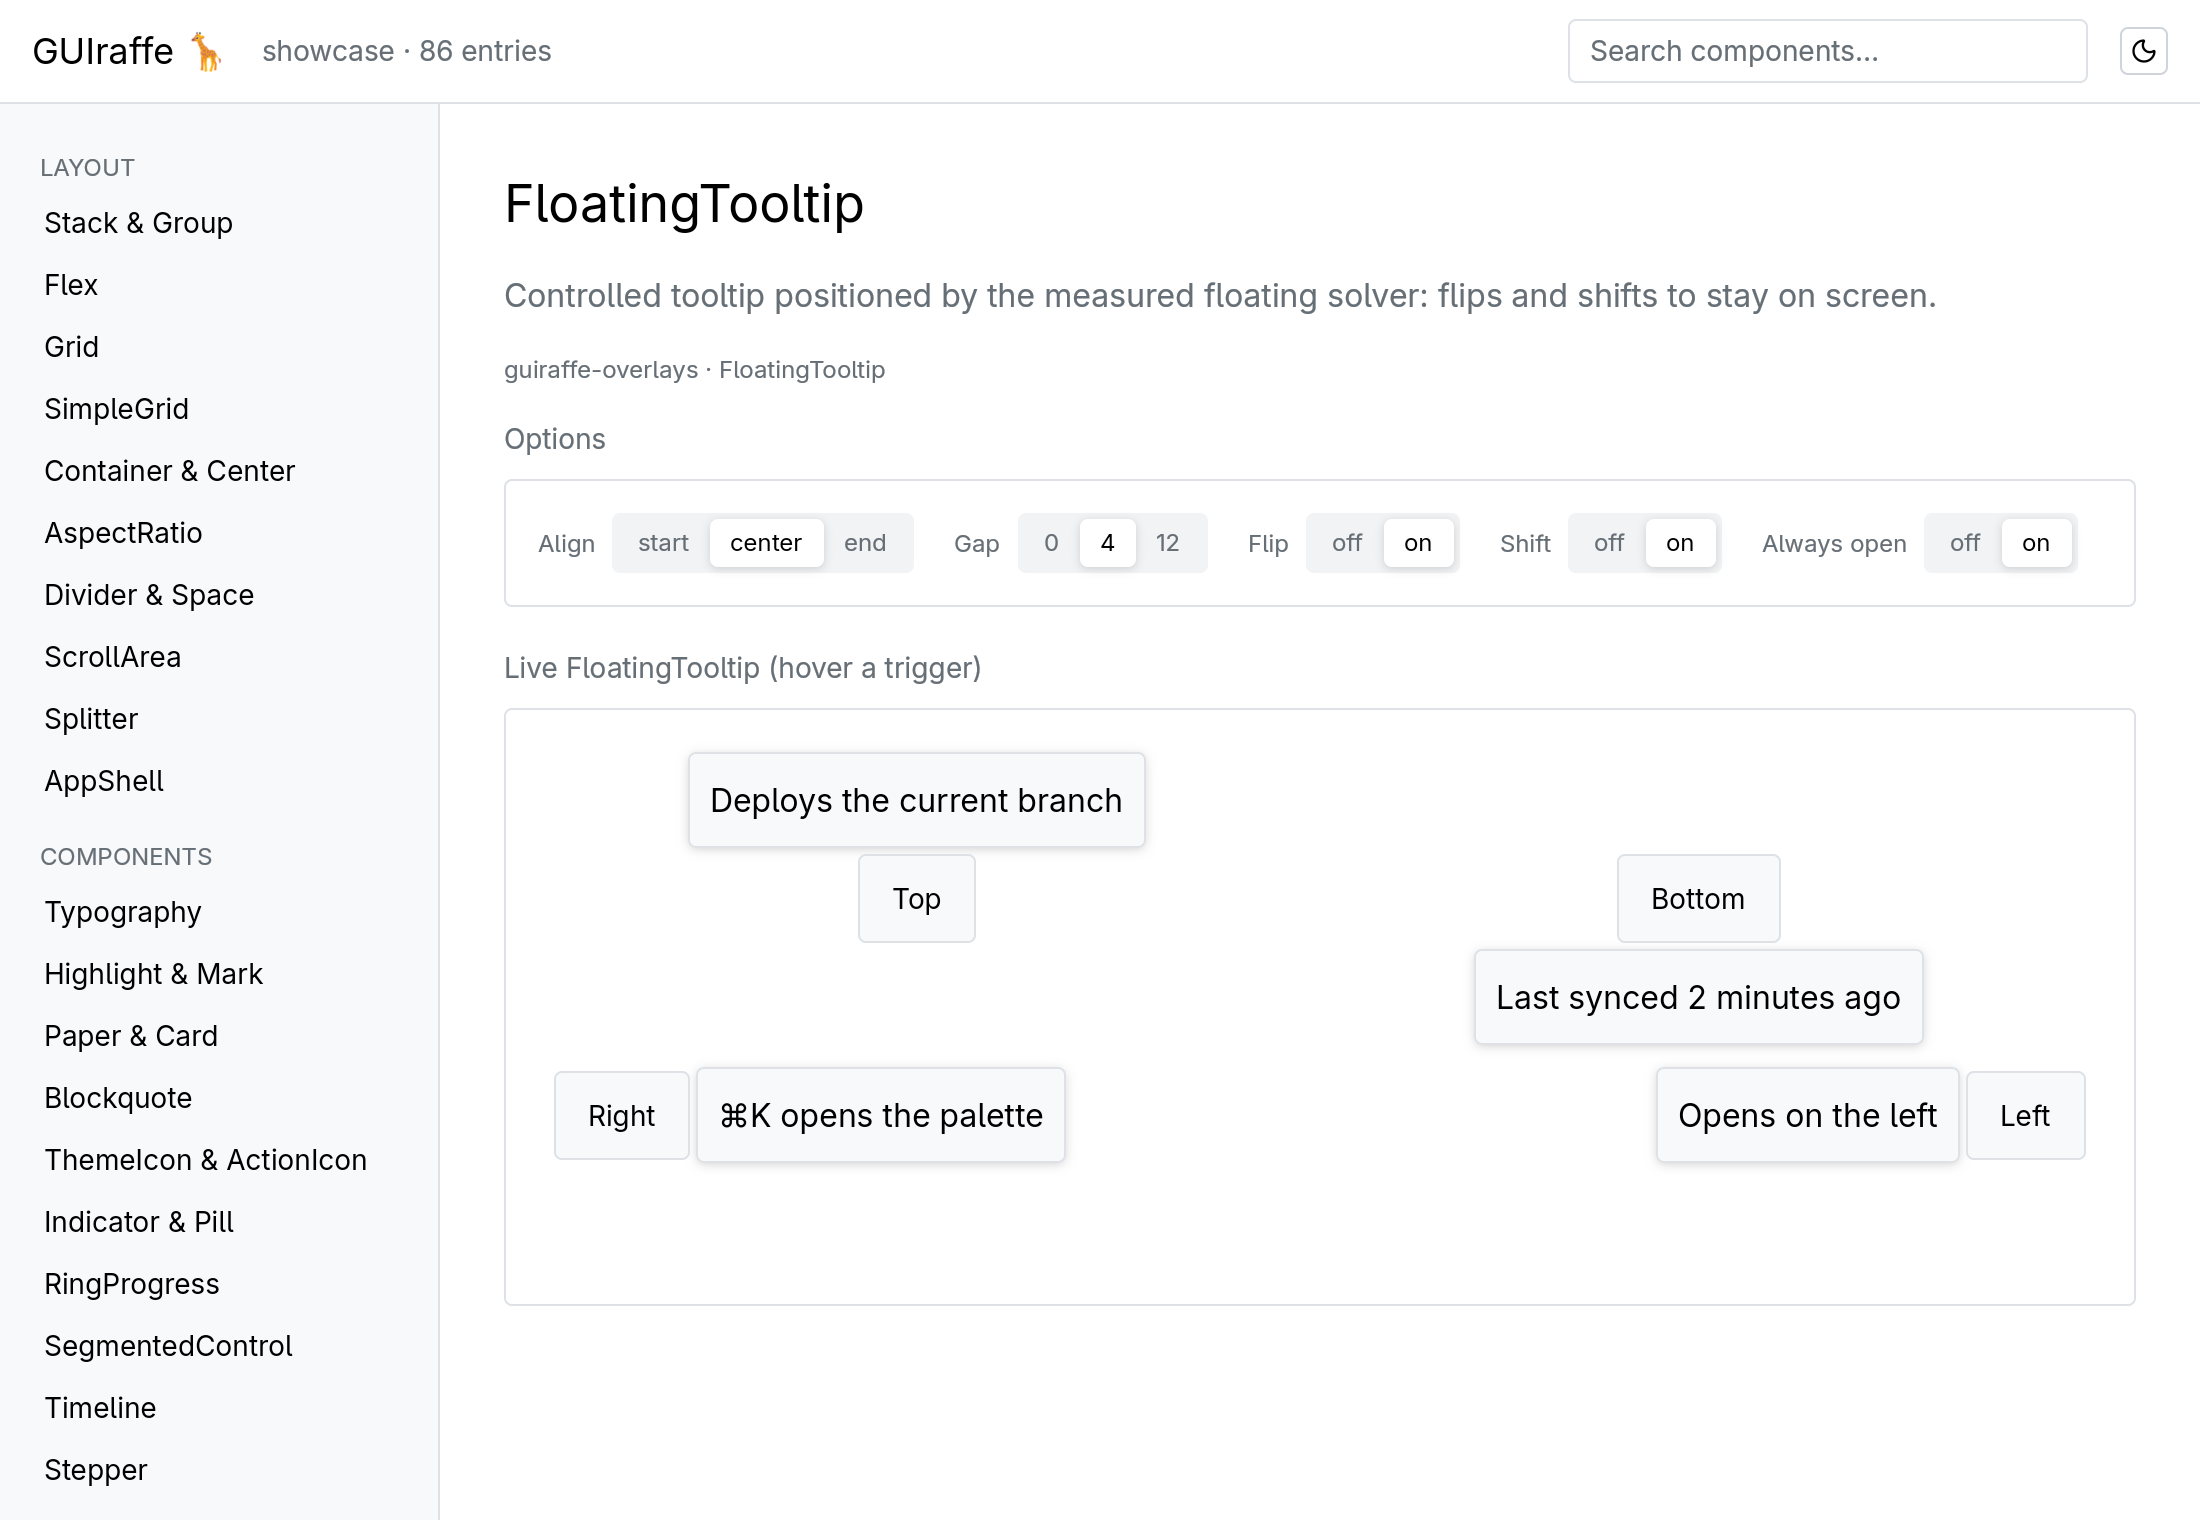 GUIraffe 🦒 showcase · 86 entries Search components...
LAYOUT
Stack & Group
Flex
Grid
SimpleGrid
Container & Center
AspectRatio
Divider & Space
ScrollArea
Splitter
AppShell
COMPONENTS
Typography
Highlight & Mark
Paper & Card
Blockquote
ThemeIcon & ActionIcon
Indicator & Pill
RingProgress
SegmentedControl
Timeline
Stepper
FloatingTooltip
Controlled tooltip positioned by the measured floating solver: flips and shifts to stay on screen.
guiraffe-overlays · FloatingTooltip
Options
Align start center end Gap 0 4 12 Flip off on Shift off on Always open off on
Live FloatingTooltip (hover a trigger)
Deploys the current branch
Top Bottom
Last synced 2 minutes ago
Right ⌘K opens the palette Opens on the left Left